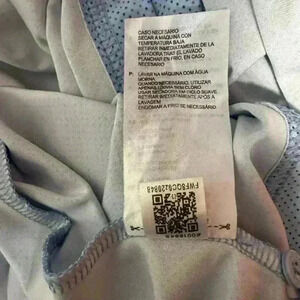 CASO NECESARIO
SECAR A MÁQUINA CON
TEMPERATURA BAJA
RETIRAR INMEDIATAMENTE DE LA
LAVADORA TRAS EL LAVADO
PLANCHAR EN FRIO, EN CASO
NECESARIO
P: LAVAR NA MÁQUINA COM ÁGUA
MORNA
QUANDO NECESSÁRIO, UTILIZAR
APENAS LIXÍVIA SEM CLORO
USAR SECADORA EM CICLO SUAVE
RETIRAR IMEDIATAMENTE APÓS A
LAVAGEM
ENGOMAR A FRIO SE NECESSÁRIO